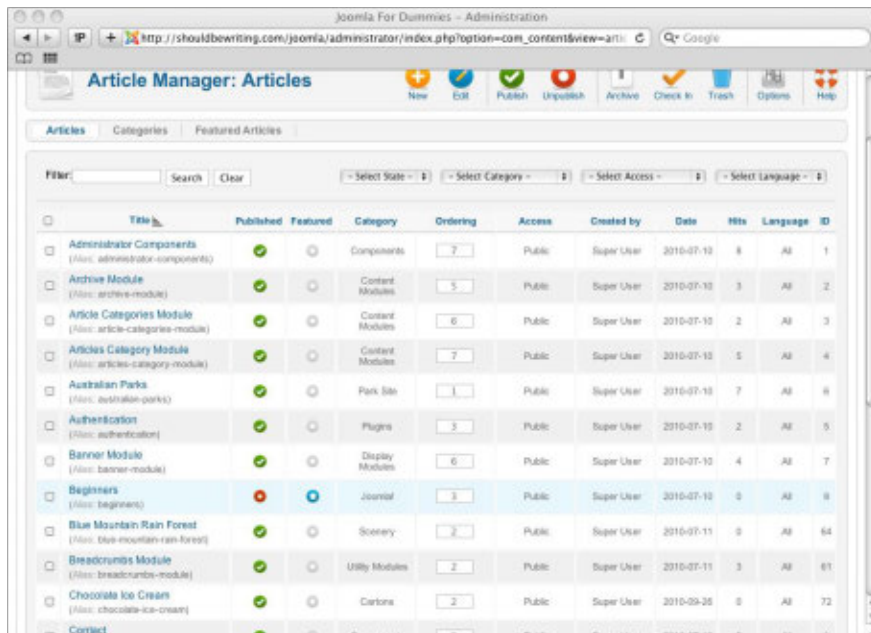 Joomla For Dummies - Administration
http://shouldbewriting.com/joomla/administrator/index.php?option=com_content&view=arti
Google
Article Manager: Articles
New Edit Publish Unpublish Archive Check In Trash Options Help
Articles Categories Featured Articles
Filter: Search Clear - Select State - - Select Category - - Select Access - - Select Language -
Title Published Featured Category Ordering Access Created by Date Hits Language ID
Administrator Components Components 7 Public Super User 2010-07-10 8 All 1
(Alias: administrator-components)
Archive Module Content Modules 5 Public Super User 2010-07-10 3 All 2
(Alias: archive-module)
Article Categories Module Content Modules 6 Public Super User 2010-07-10 2 All 3
(Alias: article-categories-module)
Articles Category Module Content Modules 7 Public Super User 2010-07-10 5 All 4
(Alias: articles-category-module)
Australian Parks Park Site 1 Public Super User 2010-07-10 7 All 6
(Alias: australian-parks)
Authentication Plugins 3 Public Super User 2010-07-10 2 All 5
(Alias: authentication)
Banner Module Display Modules 6 Public Super User 2010-07-10 4 All 7
(Alias: banner-module)
Beginners Joomla! 3 Public Super User 2010-07-10 0 All 8
(Alias: beginners)
Blue Mountain Rain Forest Scenery 2 Public Super User 2010-07-11 0 All 64
(Alias: blue-mountain-rain-forest)
Breadcrumbs Module Utility Modules 2 Public Super User 2010-07-11 3 All 61
(Alias: breadcrumbs-module)
Chocolate Ice Cream Cartons 2 Public Super User 2010-09-26 0 All 72
(Alias: chocolate-ice-cream)
Contact